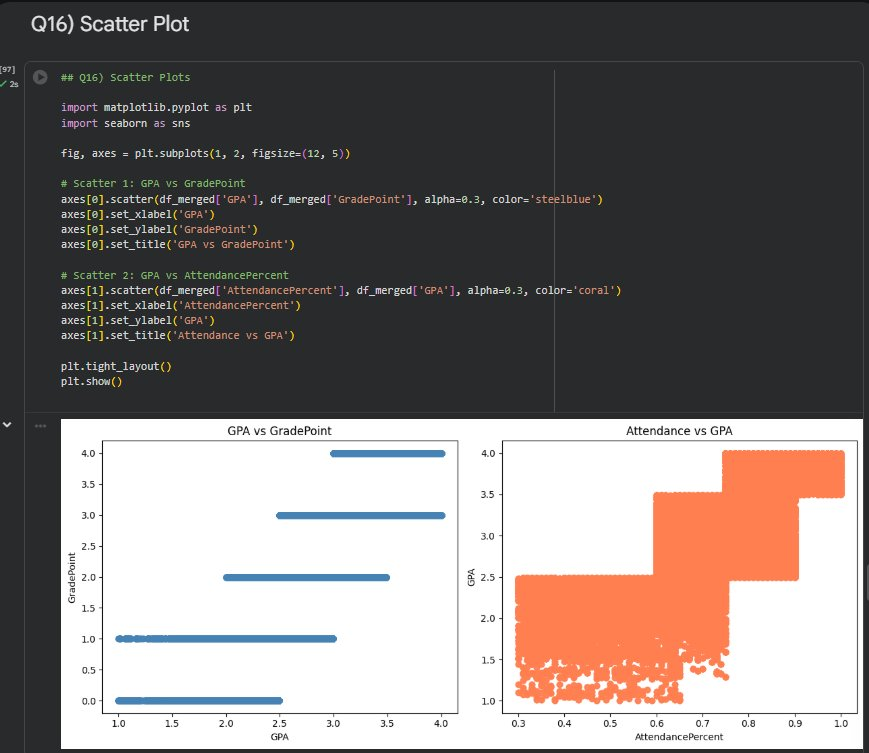 Q16) Scatter Plot
[97]
2s
## Q16) Scatter Plots
import matplotlib.pyplot as plt
import seaborn as sns
fig, axes = plt.subplots(1, 2, figsize=(12, 5))
# Scatter 1: GPA vs GradePoint
axes[0].scatter(df_merged['GPA'], df_merged['GradePoint'], alpha=0.3, color='steelblue')
axes[0].set_xlabel('GPA')
axes[0].set_ylabel('GradePoint')
axes[0].set_title('GPA vs GradePoint')
# Scatter 2: GPA vs AttendancePercent
axes[1].scatter(df_merged['AttendancePercent'], df_merged['GPA'], alpha=0.3, color='coral')
axes[1].set_xlabel('AttendancePercent')
axes[1].set_ylabel('GPA')
axes[1].set_title('Attendance vs GPA')
plt.tight_layout()
plt.show()
GPA vs GradePoint
4.0
3.5
3.0
2.5
2.0
1.5
1.0
0.5
0.0
GradePoint
1.0 1.5 2.0 2.5 3.0 3.5 4.0
GPA
Attendance vs GPA
4.0
3.5
3.0
2.5
2.0
1.5
1.0
GPA
0.3 0.4 0.5 0.6 0.7 0.8 0.9 1.0
AttendancePercent